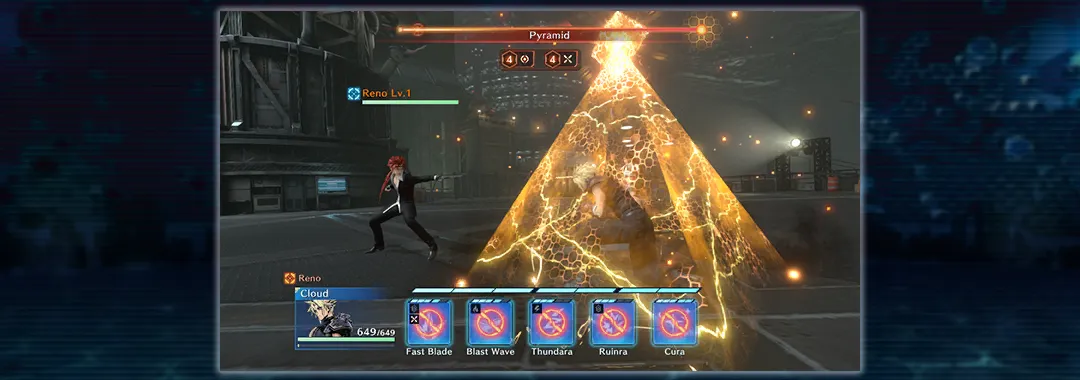 Pyramid
4 4
Reno Lv.1
Reno
Cloud
649/649
Fast Blade Blast Wave Thundara Ruinra Cura